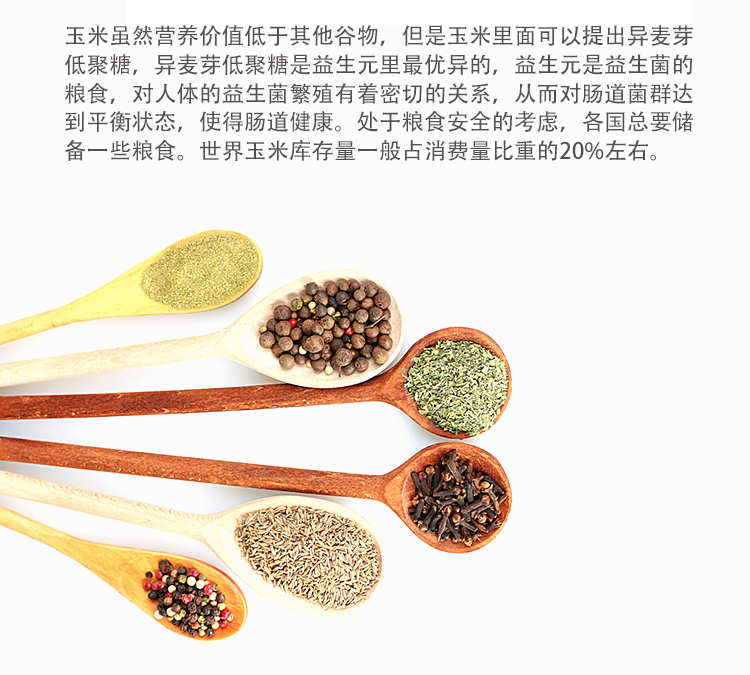 玉米虽然营养价值低于其他谷物，但是玉米里面可以提出异麦芽
低聚糖，异麦芽低聚糖是益生元里最优异的，益生元是益生菌的
粮食，对人体的益生菌繁殖有着密切的关系，从而对肠道菌群达
到平衡状态，使得肠道健康。处于粮食安全的考虑，各国总要储
备一些粮食。世界玉米库存量一般占消费量比重的20%左右。